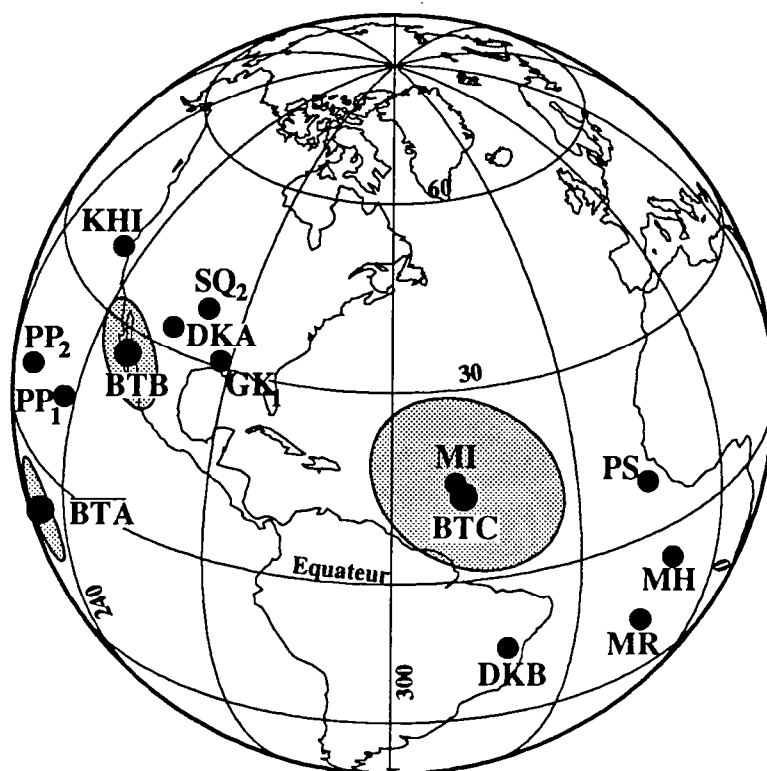 60
KHI
SQ2
DKA
PP2
BTB
GK1
30
PP1
MI
PS
BTA
BTC
Equateur
MH
0
240
MR
DKB
300